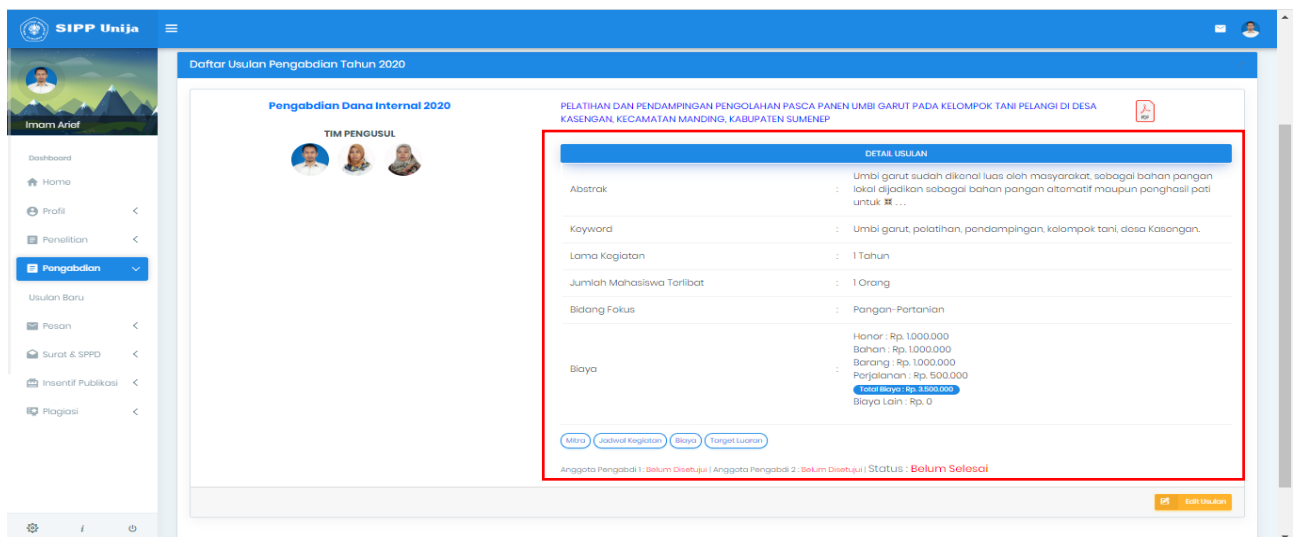 SIPP Unija
Daftar Usulan Pengabdian Tahun 2020
Imam Arief
Dashboard
Home
Profil
Penelitian
Pengabdian
Usulan Baru
Pesan
Surat & SPPD
Insentif Publikasi
Plagiasi
Pengabdian Dana Internal 2020
TIM PENGUSUL
PELATIHAN DAN PENDAMPINGAN PENGOLAHAN PASCA PANEN UMBI GARUT PADA KELOMPOK TANI PELANGI DI DESA
KASENGAN, KECAMATAN MANDING, KABUPATEN SUMENEP
PDF
DETAIL USULAN
Abstrak : Umbi garut sudah dikenal luas oleh masyarakat, sebagai bahan pangan
lokal dijadikan sebagai bahan pangan alternatif maupun penghasil pati
untuk ...
Keyword : Umbi garut, pelatihan, pendampingan, kelompok tani, desa Kasengan.
Lama Kegiatan : 1 Tahun
Jumlah Mahasiswa Terlibat : 1 Orang
Bidang Fokus : Pangan-Pertanian
Biaya :
Honor : Rp. 1.000.000
Bahan : Rp. 1.000.000
Barang : Rp. 1.000.000
Perjalanan : Rp. 500.000
Total Biaya : Rp. 3.500.000
Biaya Lain : Rp. 0
Mitra Jadwal Kegiatan Biaya Target Luaran
Anggota Pengabdi 1 : Belum Disetujui | Anggota Pengabdi 2 : Belum Disetujui | Status : Belum Selesai
Edit Usulan